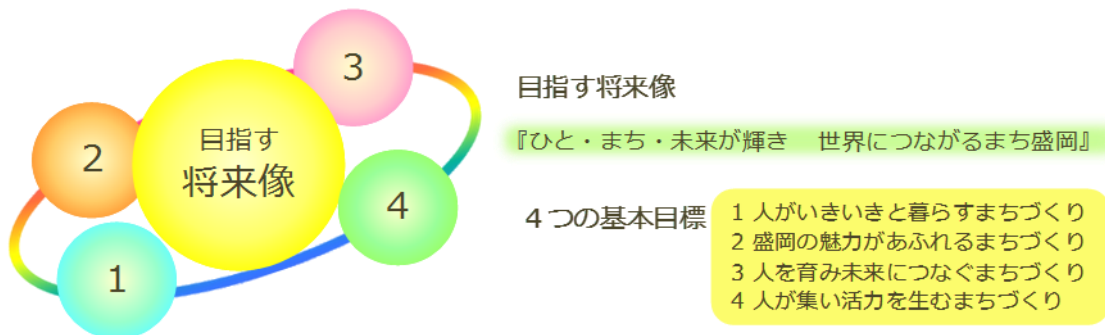 目指す
将来像
1
2
3
4
目指す将来像
『ひと・まち・未来が輝き　世界につながるまち盛岡』
4つの基本目標
1 人がいきいきと暮らすまちづくり
2 盛岡の魅力があふれるまちづくり
3 人を育み未来につなぐまちづくり
4 人が集い活力を生むまちづくり